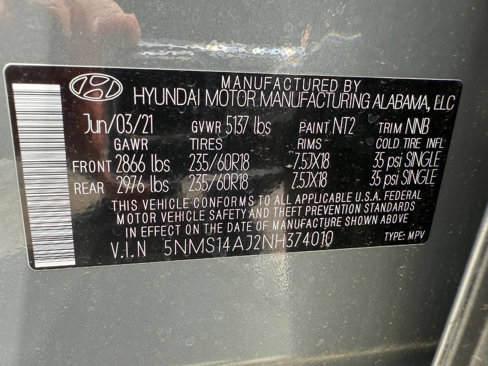 MANUFACTURED BY
HYUNDAI MOTOR MANUFACTURING ALABAMA, LLC
Jun/03/21 GVWR 5137 lbs PAINT NT2 TRIM NNB
GAWR TIRES RIMS COLD TIRE INFL
FRONT 2866 lbs 235/60R18 7.5JX18 35 psi SINGLE
REAR 2976 lbs 235/60R18 7.5JX18 35 psi SINGLE
THIS VEHICLE CONFORMS TO ALL APPLICABLE U.S.A. FEDERAL
MOTOR VEHICLE SAFETY AND THEFT PREVENTION STANDARDS
IN EFFECT ON THE DATE OF MANUFACTURE SHOWN ABOVE
V.I.N 5NMS14AJ2NH374010 TYPE: MPV